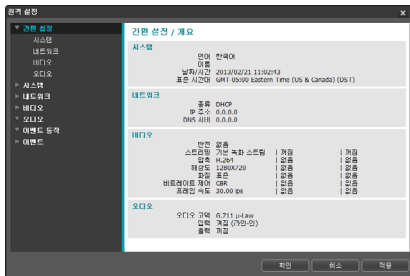 원격 설정
간편 설정
시스템
네트워크
비디오
오디오
시스템
네트워크
비디오
오디오
이벤트 동작
이벤트
간편 설정 / 개요
시스템
언어 한국어
이름
날짜/시간 2013/02/21 11:02:43
표준 시간대 GMT-05:00 Eastern Time (US & Canada) (DST)
네트워크
종류 DHCP
IP 주소 0.0.0.0
DNS 서버 0.0.0.0
비디오
반전 없음
스트리밍 기본 녹화 스트림 | 꺼짐 | 꺼짐
압축 H.264 | 없음 | 없음
해상도 1280X720 | 없음 | 없음
화질 표준 | 없음 | 없음
비트레이트 제어 CBR | 없음 | 없음
프레임 속도 30.00 ips | 없음 | 없음
오디오
오디오 코덱 G.711 μ-Law
입력 꺼짐 (라인-인)
출력 꺼짐
확인 취소 적용